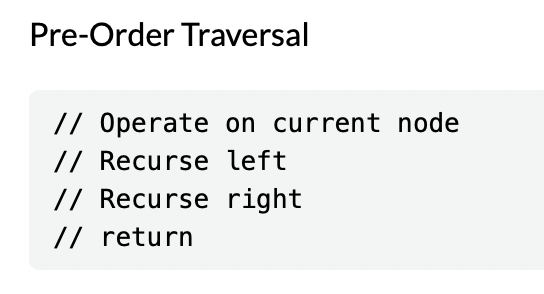 Pre-Order Traversal
// Operate on current node
// Recurse left
// Recurse right
// return